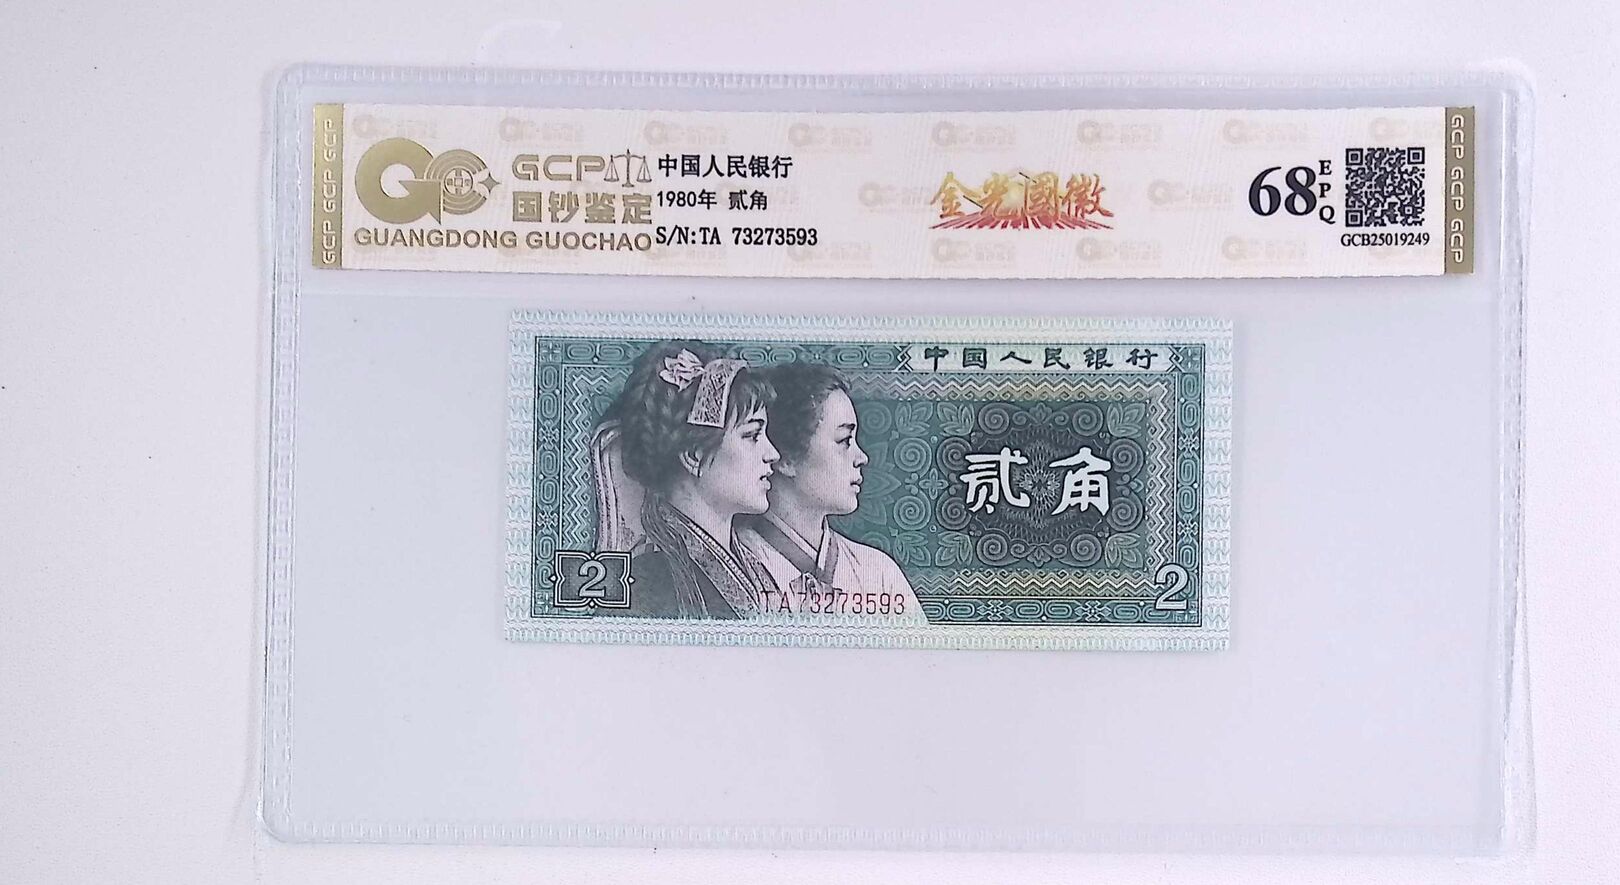 GCP
国钞鉴定
GUANGDONG GUOCHAO
中国人民银行
1980年 贰角
S/N:TA 73273593
金光國徽
68
EPQ
GCB25019249
GCP GCP GCP
GCP GCP GCP
中国人民银行
贰角
2
2
TA73273593